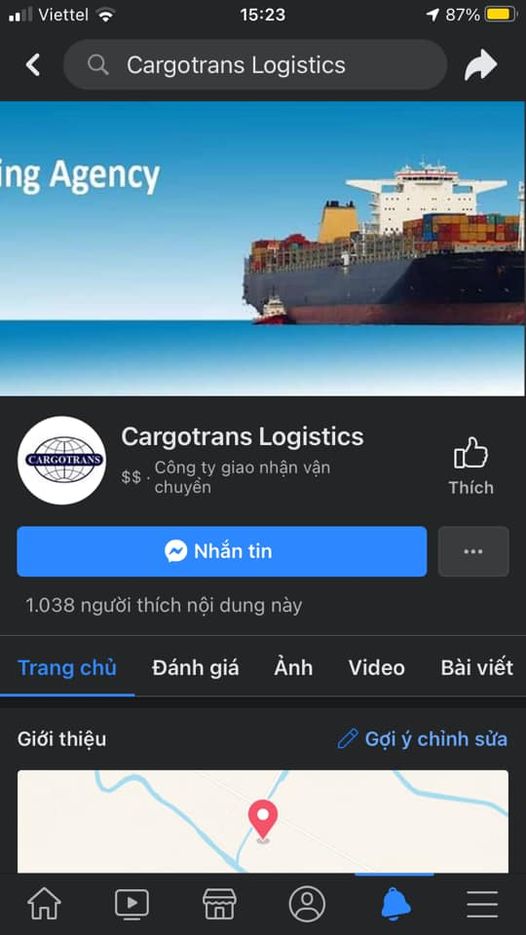 Viettel 15:23 87%
Cargotrans Logistics
ing Agency
CARGOTRANS
Cargotrans Logistics
$$ · Công ty giao nhận vận
chuyển
Thích
Nhắn tin
1.038 người thích nội dung này
Trang chủ Đánh giá Ảnh Video Bài viết
Giới thiệu Gợi ý chỉnh sửa